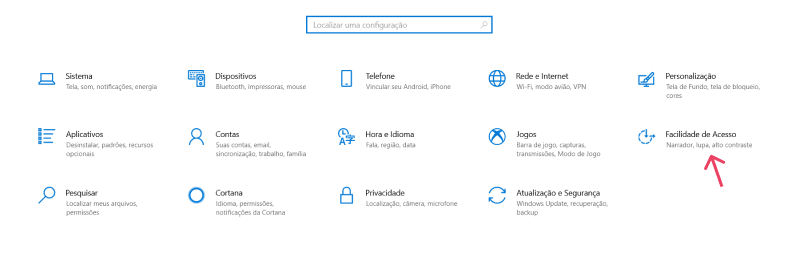 Localizar uma configuração
Sistema
Tela, som, notificações, energia
Dispositivos
Bluetooth, impressoras, mouse
Telefone
Vincular seu Android, iPhone
Rede e Internet
Wi-Fi, modo avião, VPN
Personalização
Tela de Fundo, tela de bloqueio,
cores
Aplicativos
Desinstalar, padrões, recursos
opcionais
Contas
Suas contas, email,
sincronização, trabalho, família
Hora e Idioma
Fala, região, data
Jogos
Barra de jogo, capturas,
transmissões, Modo de Jogo
Facilidade de Acesso
Narrador, lupa, alto contraste
Pesquisar
Localizar meus arquivos,
permissões
Cortana
Idioma, permissões,
notificações da Cortana
Privacidade
Localização, câmera, microfone
Atualização e Segurança
Windows Update, recuperação,
backup